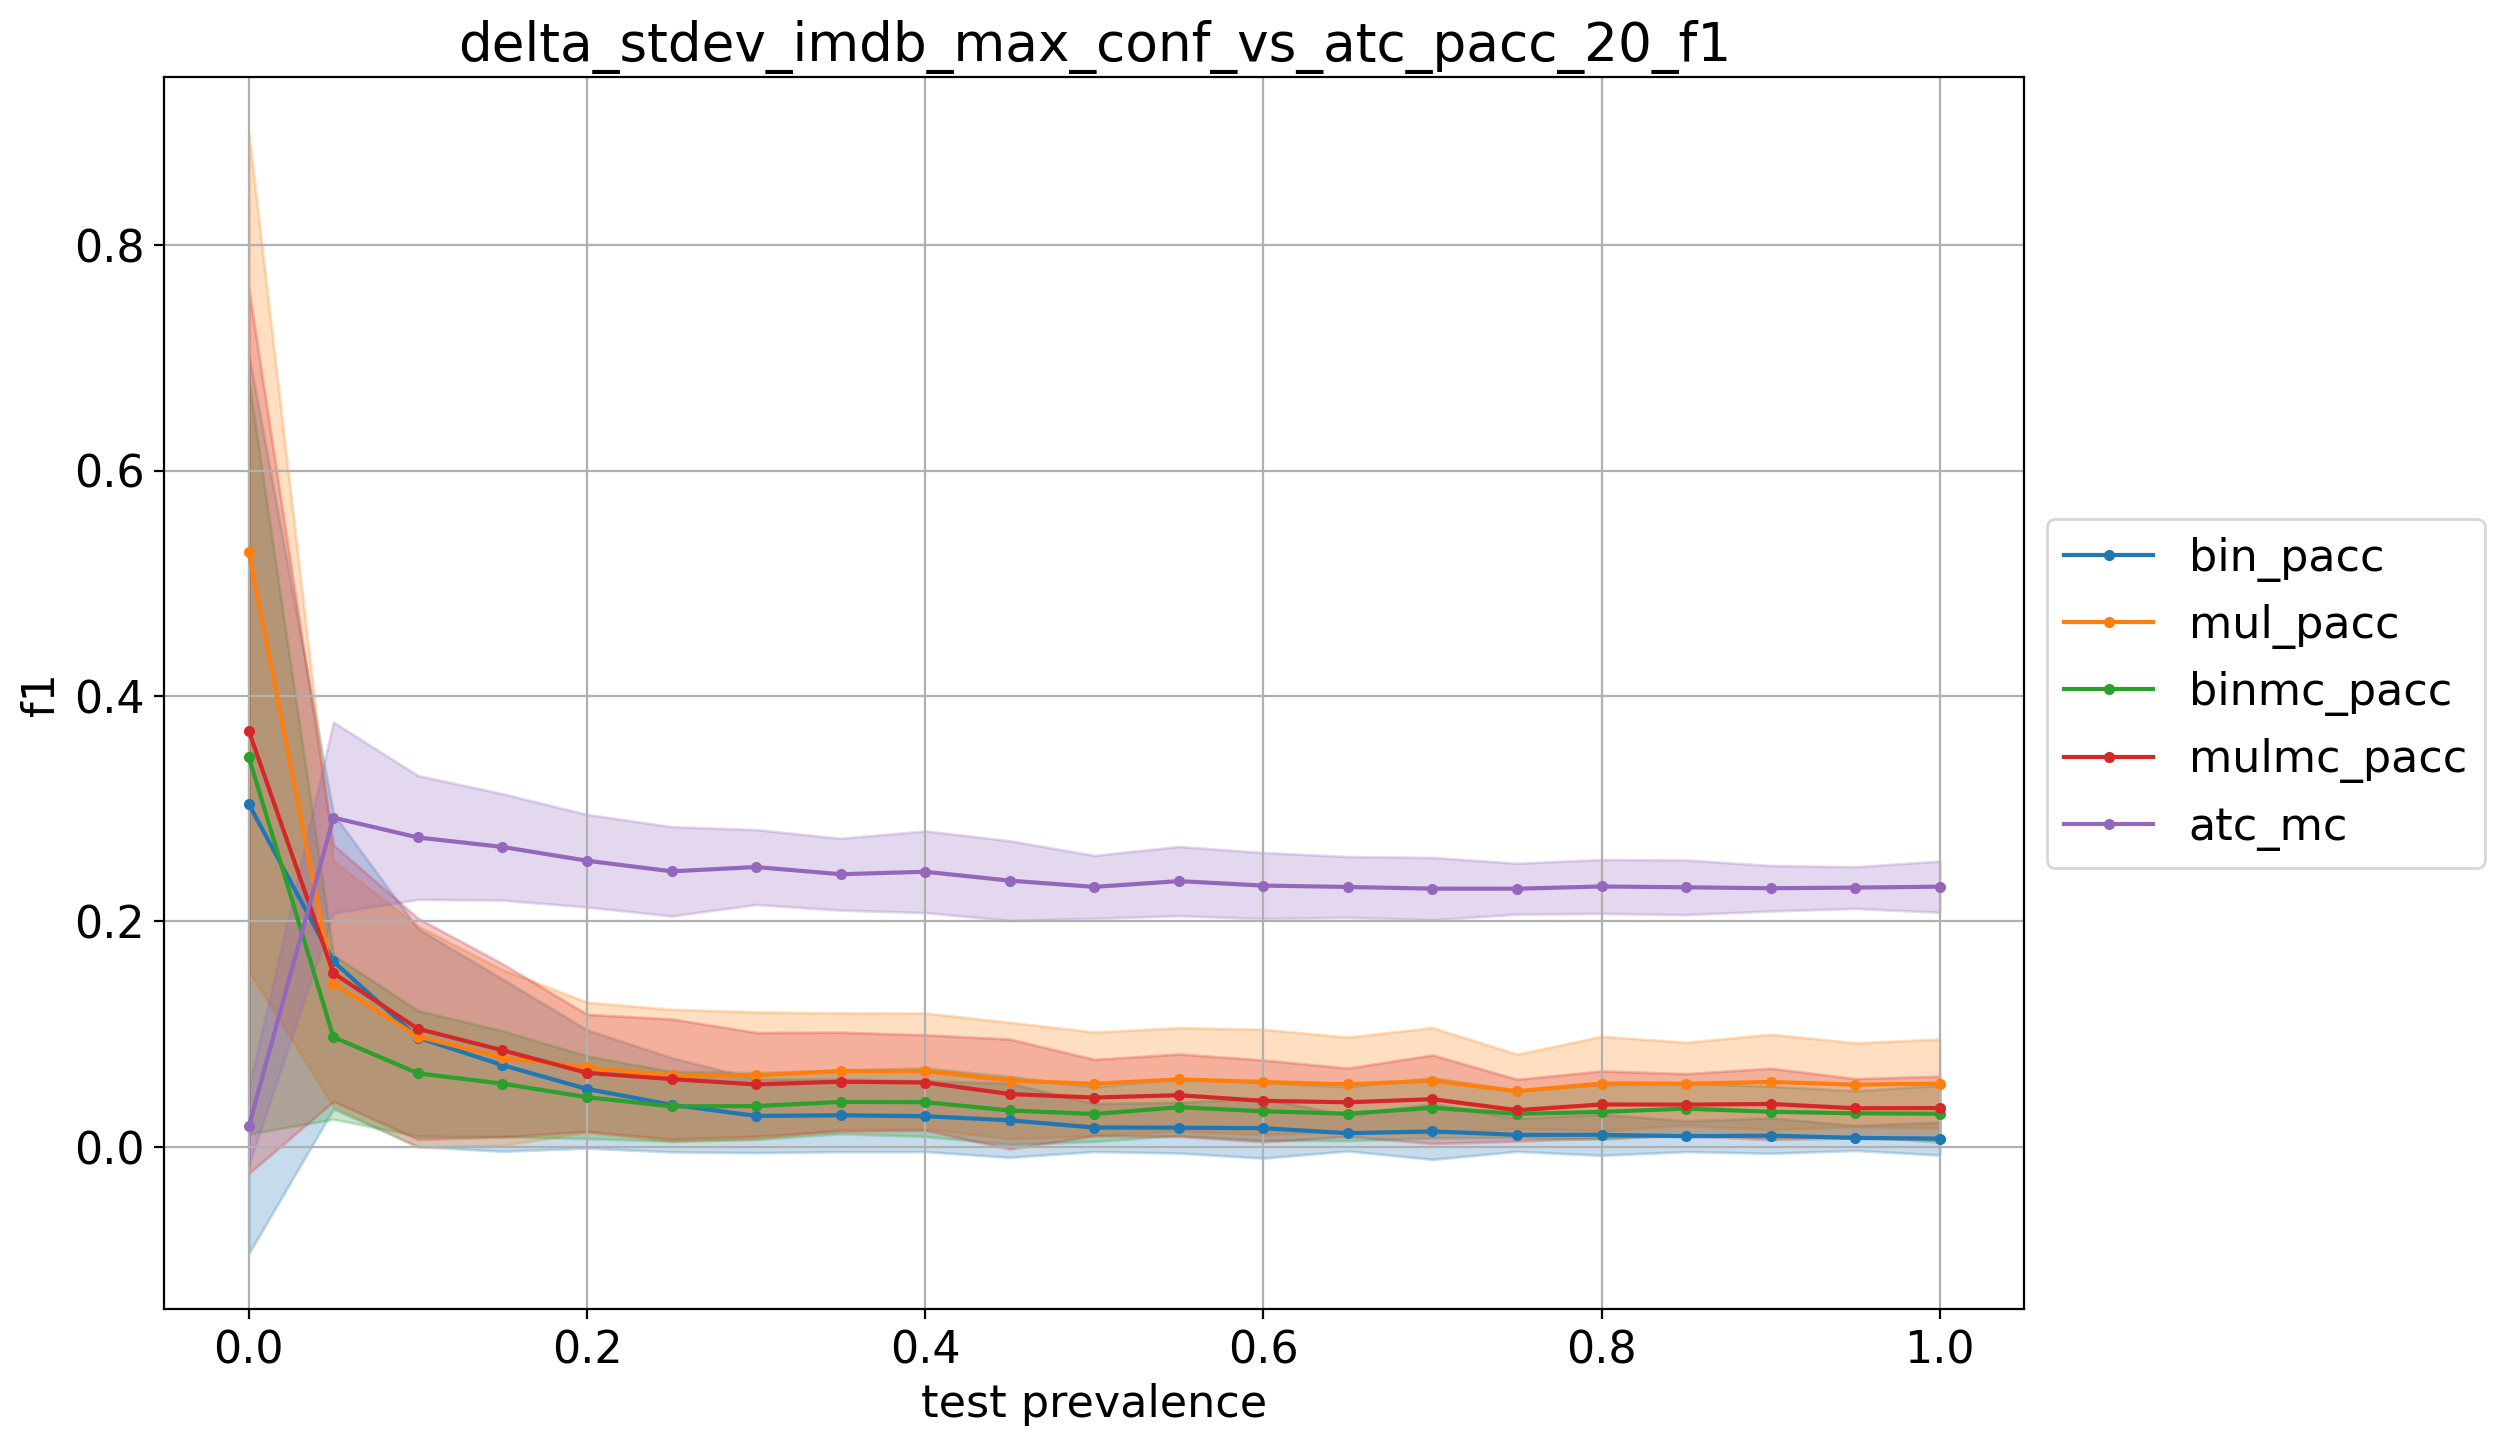 delta_stdev_imdb_max_conf_vs_atc_pacc_20_f1
f1
0.8
0.6
0.4
0.2
0.0
0.0 0.2 0.4 0.6 0.8 1.0
test prevalence
bin_pacc
mul_pacc
binmc_pacc
mulmc_pacc
atc_mc